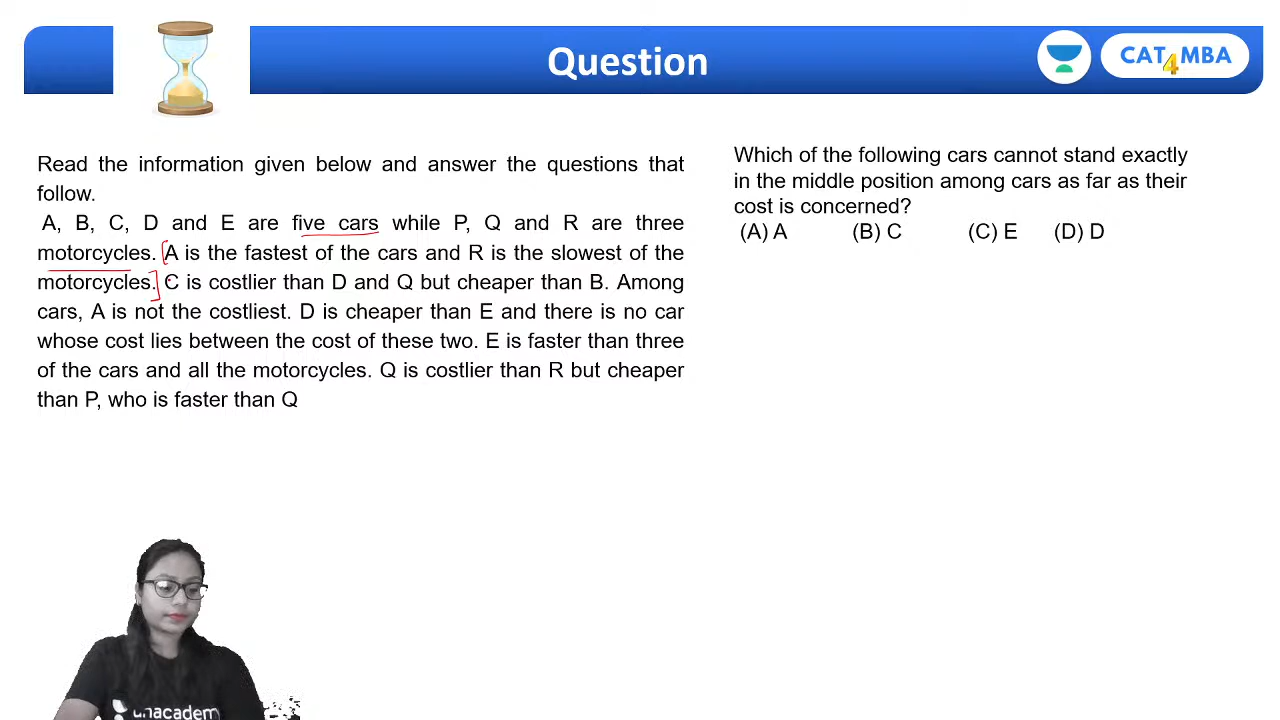 Question
CAT4MBA
Read the information given below and answer the questions that
follow.
A, B, C, D and E are five cars while P, Q and R are three
motorcycles. A is the fastest of the cars and R is the slowest of the
motorcycles. C is costlier than D and Q but cheaper than B. Among
cars, A is not the costliest. D is cheaper than E and there is no car
whose cost lies between the cost of these two. E is faster than three
of the cars and all the motorcycles. Q is costlier than R but cheaper
than P, who is faster than Q
Which of the following cars cannot stand exactly
in the middle position among cars as far as their
cost is concerned?
(A) A (B) C (C) E (D) D
unacademy